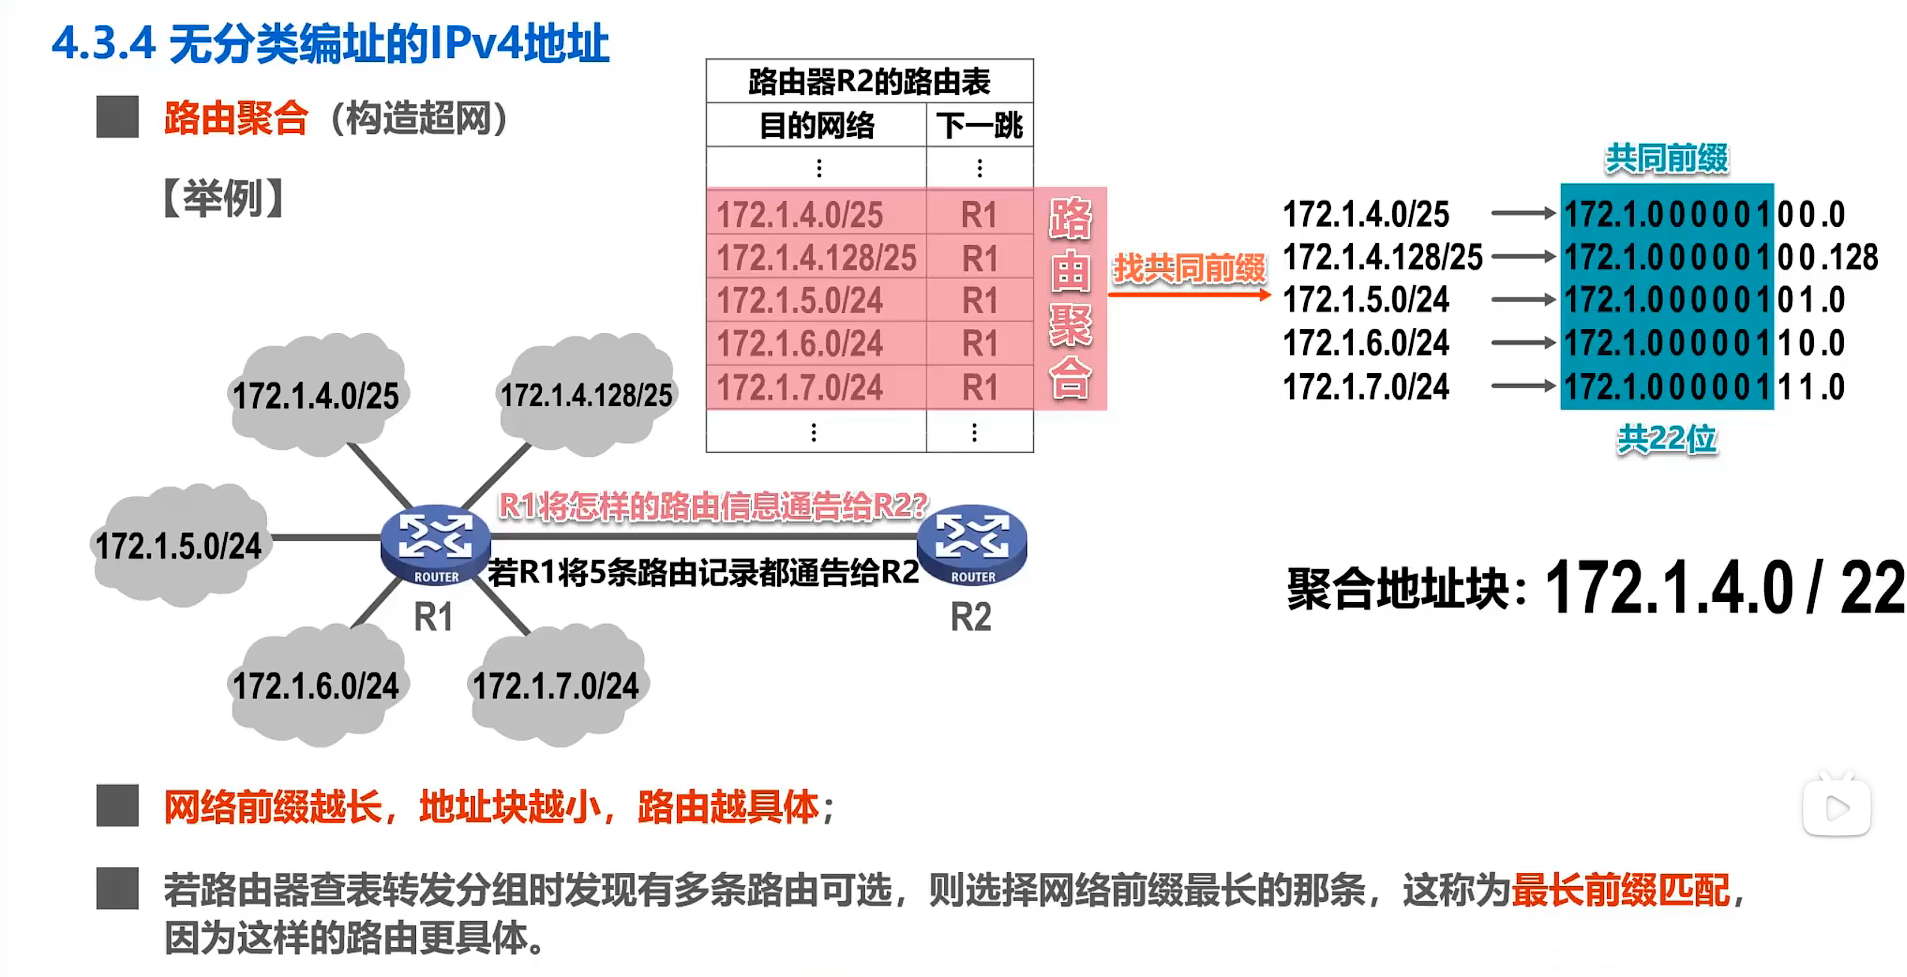 4.3.4 无分类编址的IPv4地址
路由聚合（构造超网）
【举例】
路由器R2的路由表
目的网络 下一跳
⋮ ⋮
172.1.4.0/25 R1
172.1.4.128/25 R1
172.1.5.0/24 R1
172.1.6.0/24 R1
172.1.7.0/24 R1
⋮ ⋮
路由聚合
找共同前缀
共同前缀
172.1.4.0/25 172.1.00000100.0
172.1.4.128/25 172.1.00000100.128
172.1.5.0/24 172.1.00000101.0
172.1.6.0/24 172.1.00000110.0
172.1.7.0/24 172.1.00000111.0
共22位
172.1.4.0/25
172.1.4.128/25
172.1.5.0/24
R1将怎样的路由信息通告给R2？
若R1将5条路由记录都通告给R2
ROUTER
R1
ROUTER
R2
172.1.6.0/24
172.1.7.0/24
聚合地址块：172.1.4.0 / 22
网络前缀越长，地址块越小，路由越具体；
若路由器查表转发分组时发现有多条路由可选，则选择网络前缀最长的那条，这称为最长前缀匹配，
因为这样的路由更具体。